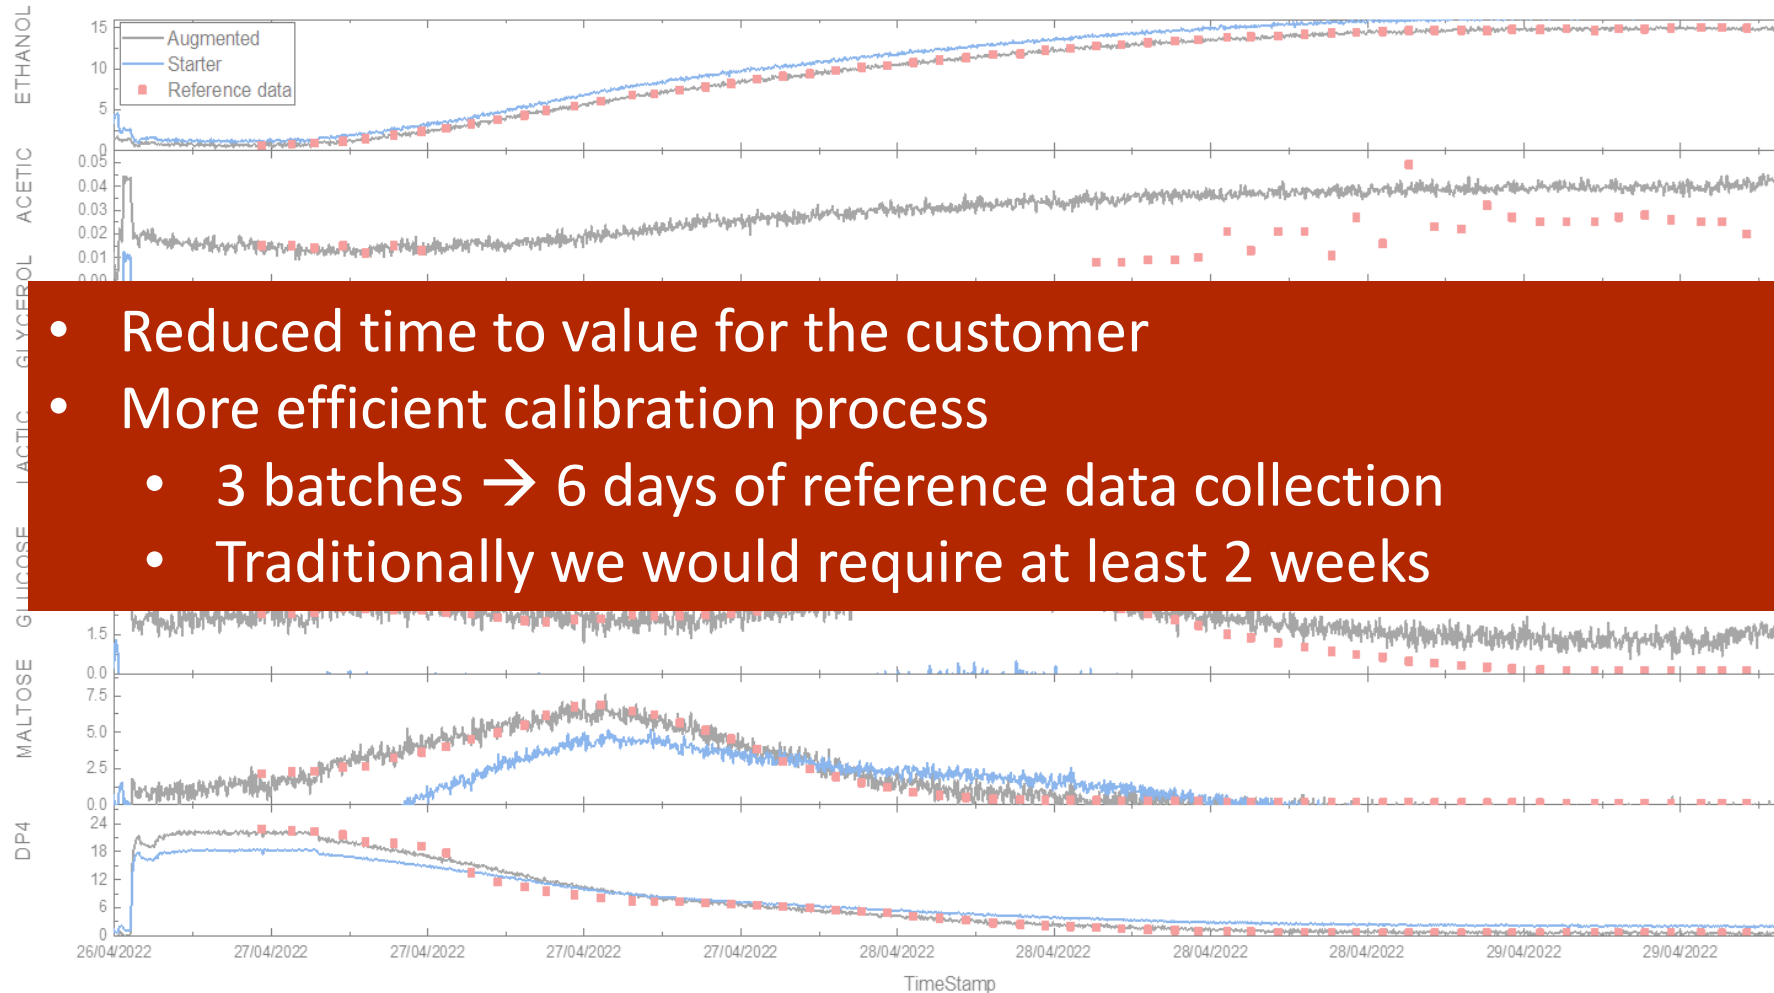 ETHANOL
15
10
5
0
Augmented
Starter
Reference data
ACETIC
0.05
0.04
0.03
0.02
0.01
0.00
GLYCEROL
• Reduced time to value for the customer
• More efficient calibration process
• 3 batches → 6 days of reference data collection
• Traditionally we would require at least 2 weeks
LACTIC
GLUCOSE
1.5
0.0
MALTOSE
7.5
5.0
2.5
0.0
DP4
24
18
12
6
0
26/04/2022 27/04/2022 27/04/2022 27/04/2022 27/04/2022 28/04/2022 28/04/2022 28/04/2022 28/04/2022 29/04/2022 29/04/2022
TimeStamp